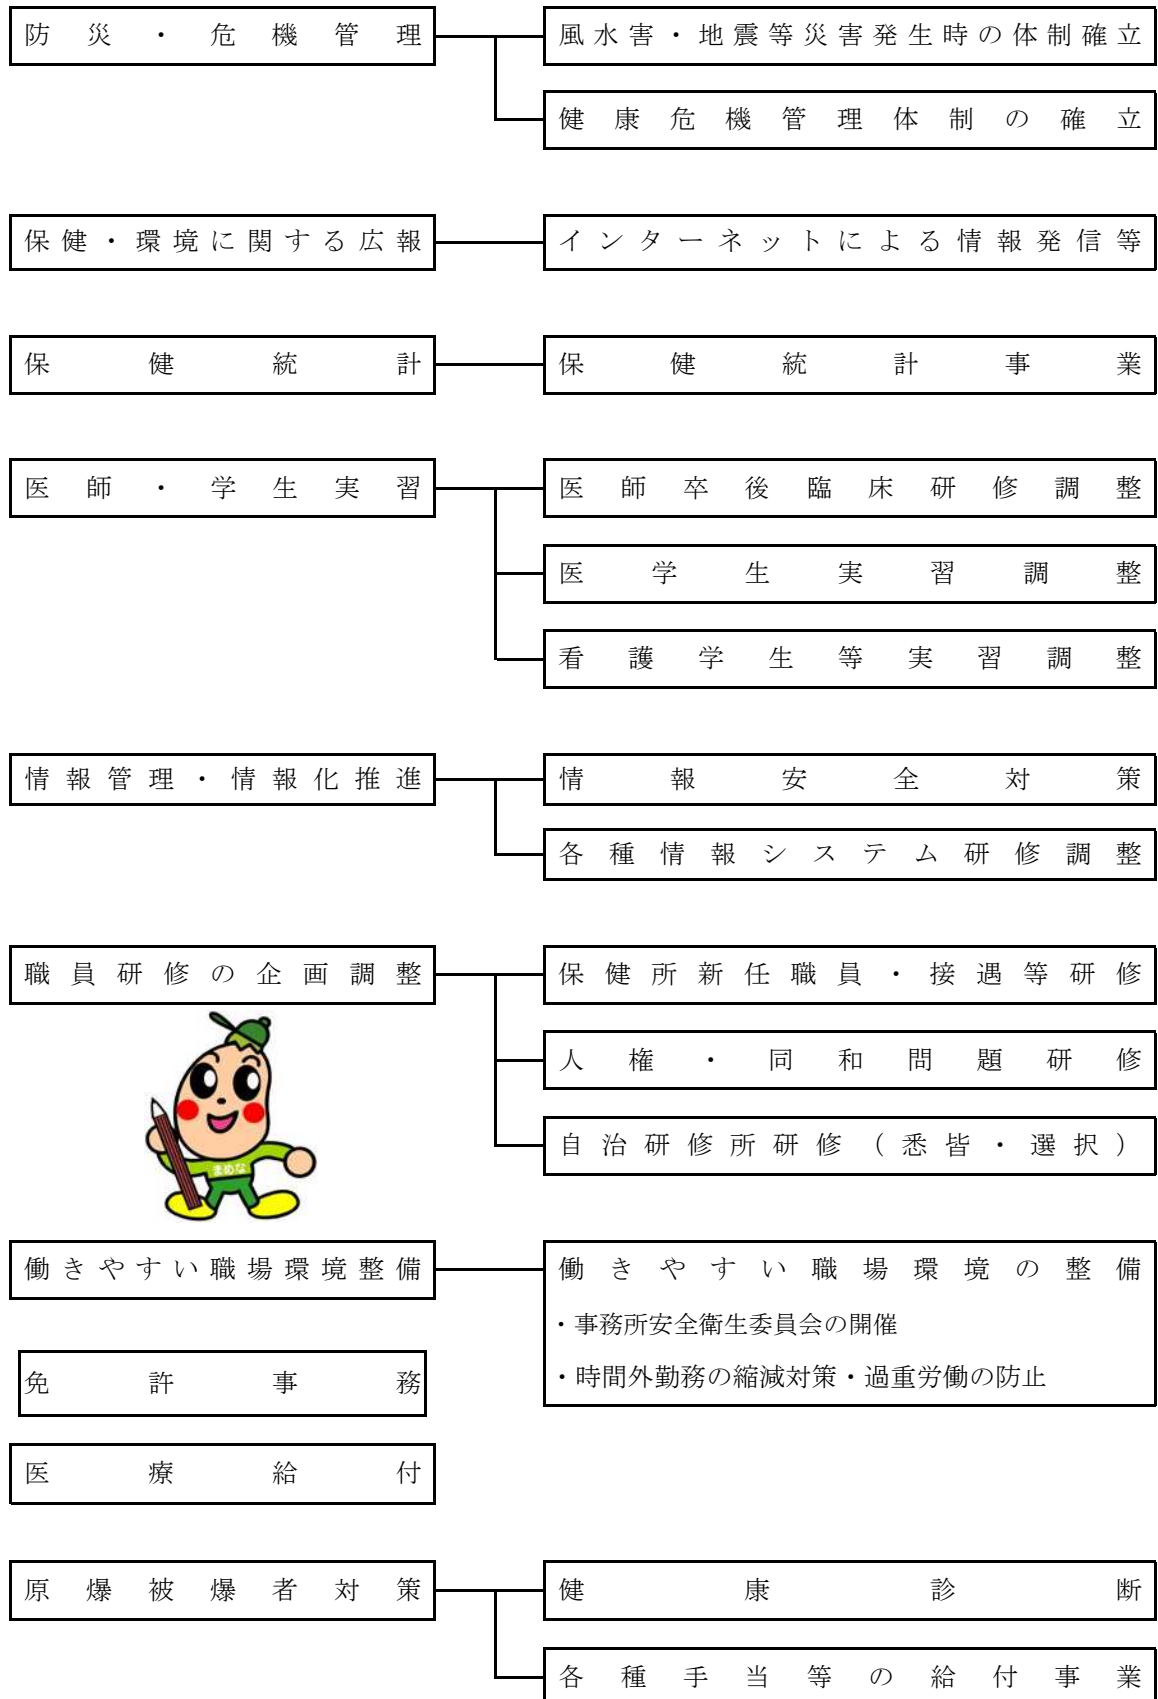 防災・危機管理
風水害・地震等災害発生時の体制確立
健康危機管理体制の確立
保健・環境に関する広報
インターネットによる情報発信等
保健統計
保健統計事業
医師・学生実習
医師卒後臨床研修調整
医学生実習調整
看護学生等実習調整
情報管理・情報化推進
情報安全対策
各種情報システム研修調整
職員研修の企画調整
保健所新任職員・接遇等研修
人権・同和問題研修
自治研修所研修(悉皆・選択)
まめな
働きやすい職場環境整備
働きやすい職場環境の整備
・事務所安全衛生委員会の開催
・時間外勤務の縮減対策・過重労働の防止
免許事務
医療給付
原爆被爆者対策
健康診断
各種手当等の給付事業